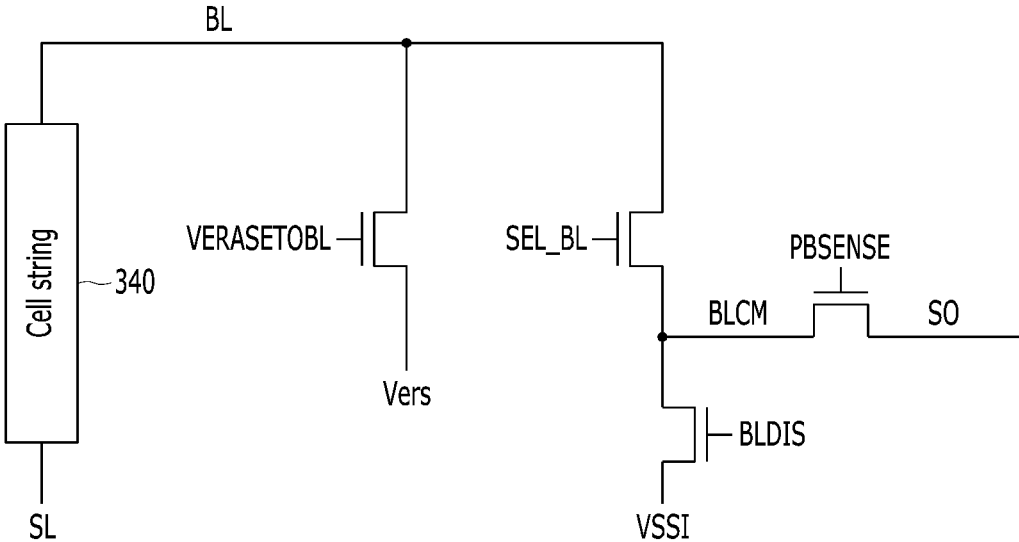 BL
VERASETOBL
SEL_BL
PBSENSE
Cell string
340
BLCM
SO
Vers
BLDIS
SL
VSSI